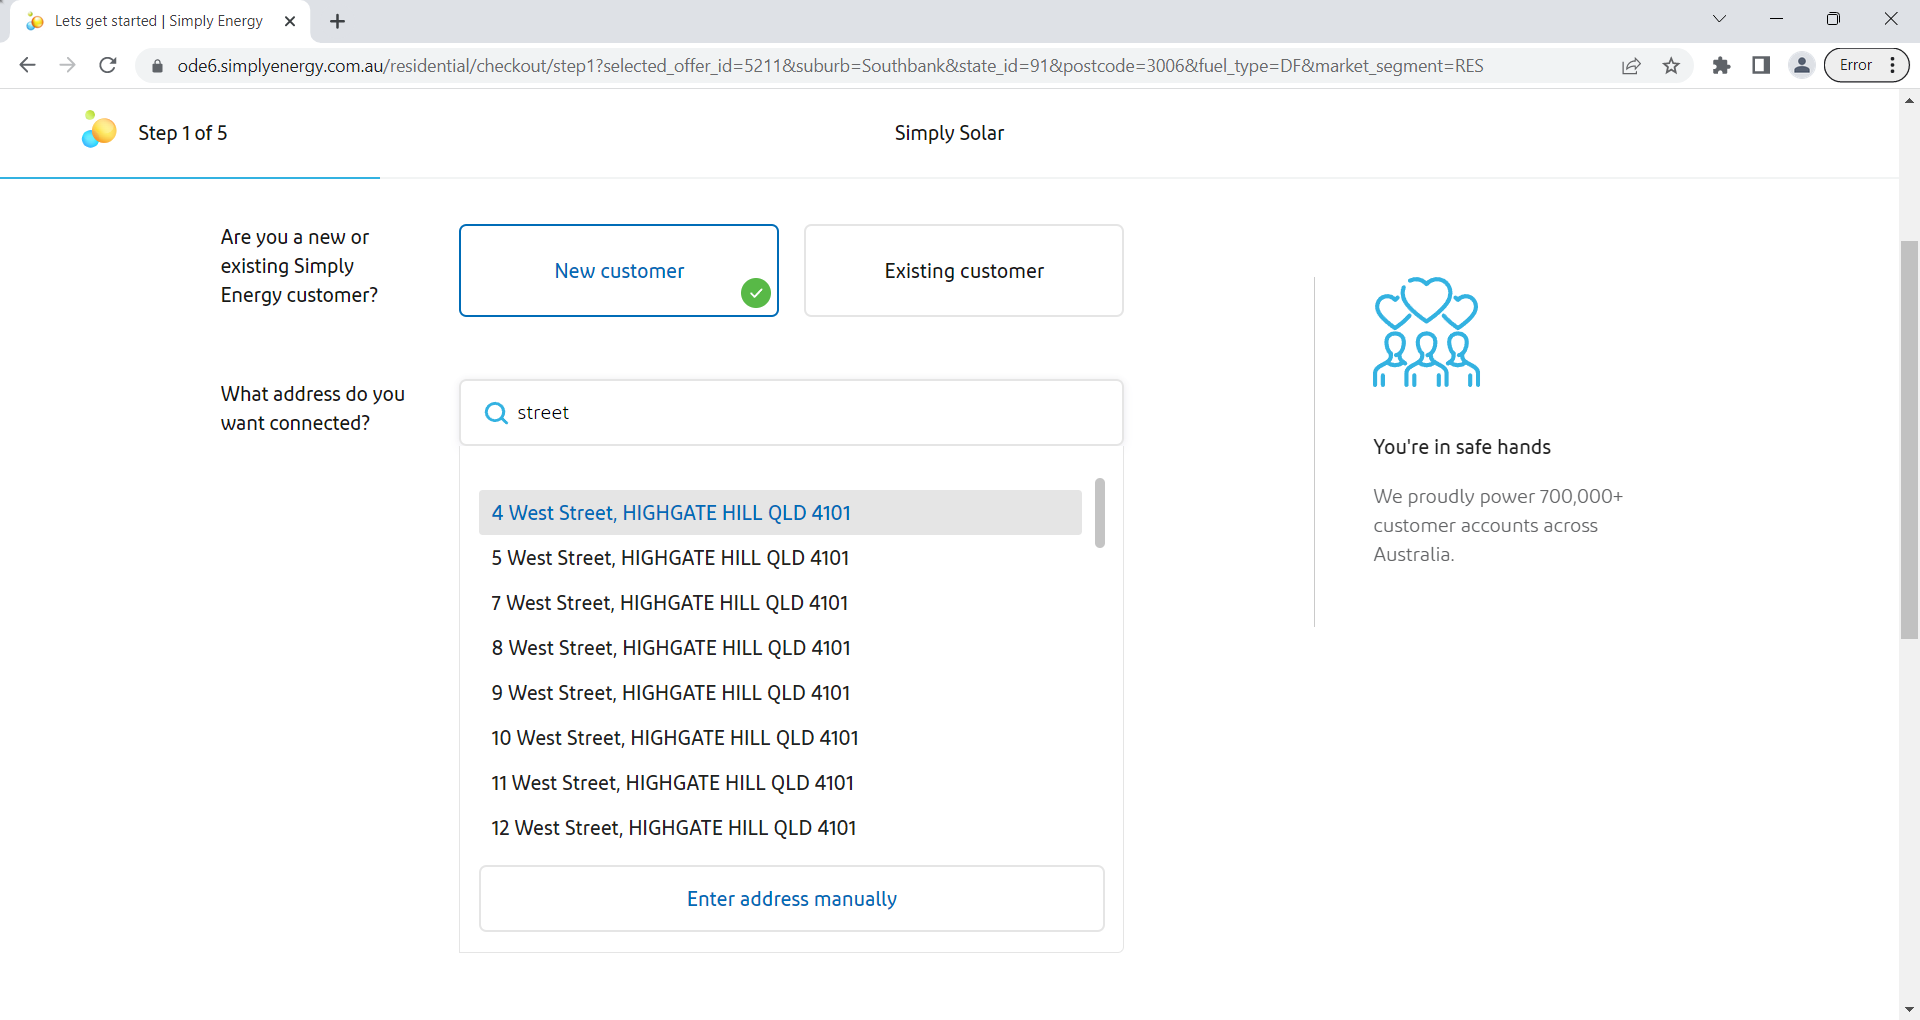 Lets get started | Simply Energy
ode6.simplyenergy.com.au/residential/checkout/step1?selected_offer_id=5211&suburb=Southbank&state_id=91&postcode=3006&fuel_type=DF&market_segment=RES
Error
Step 1 of 5
Simply Solar
Are you a new or
existing Simply
Energy customer?
New customer
Existing customer
What address do you
want connected?
street
4 West Street, HIGHGATE HILL QLD 4101
5 West Street, HIGHGATE HILL QLD 4101
7 West Street, HIGHGATE HILL QLD 4101
8 West Street, HIGHGATE HILL QLD 4101
9 West Street, HIGHGATE HILL QLD 4101
10 West Street, HIGHGATE HILL QLD 4101
11 West Street, HIGHGATE HILL QLD 4101
12 West Street, HIGHGATE HILL QLD 4101
Enter address manually
You're in safe hands
We proudly power 700,000+
customer accounts across
Australia.